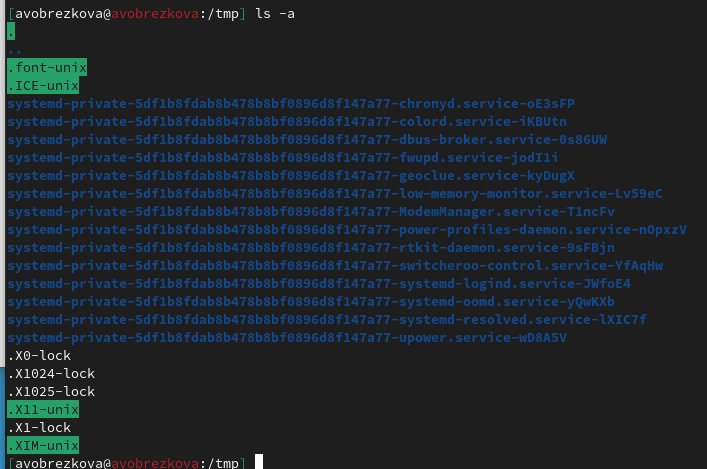 [avobrezkova@avobrezkova:/tmp] ls -a
.
..
.font-unix
.ICE-unix
systemd-private-5df1b8fdab8b478b8bf0896d8f147a77-chronyd.service-oE3sFP
systemd-private-5df1b8fdab8b478b8bf0896d8f147a77-colord.service-iKBUtn
systemd-private-5df1b8fdab8b478b8bf0896d8f147a77-dbus-broker.service-0s86UW
systemd-private-5df1b8fdab8b478b8bf0896d8f147a77-fwupd.service-jodI1i
systemd-private-5df1b8fdab8b478b8bf0896d8f147a77-geoclue.service-kyDugX
systemd-private-5df1b8fdab8b478b8bf0896d8f147a77-low-memory-monitor.service-Lv59eC
systemd-private-5df1b8fdab8b478b8bf0896d8f147a77-ModemManager.service-T1ncFv
systemd-private-5df1b8fdab8b478b8bf0896d8f147a77-power-profiles-daemon.service-nOpxzV
systemd-private-5df1b8fdab8b478b8bf0896d8f147a77-rtkit-daemon.service-9sFBjn
systemd-private-5df1b8fdab8b478b8bf0896d8f147a77-switcheroo-control.service-YfAqHw
systemd-private-5df1b8fdab8b478b8bf0896d8f147a77-systemd-logind.service-JWfoE4
systemd-private-5df1b8fdab8b478b8bf0896d8f147a77-systemd-oomd.service-yQwKXb
systemd-private-5df1b8fdab8b478b8bf0896d8f147a77-systemd-resolved.service-lXIC7f
systemd-private-5df1b8fdab8b478b8bf0896d8f147a77-upower.service-wD8A5V
.X0-lock
.X1024-lock
.X1025-lock
.X11-unix
.X1-lock
.XIM-unix
[avobrezkova@avobrezkova:/tmp]